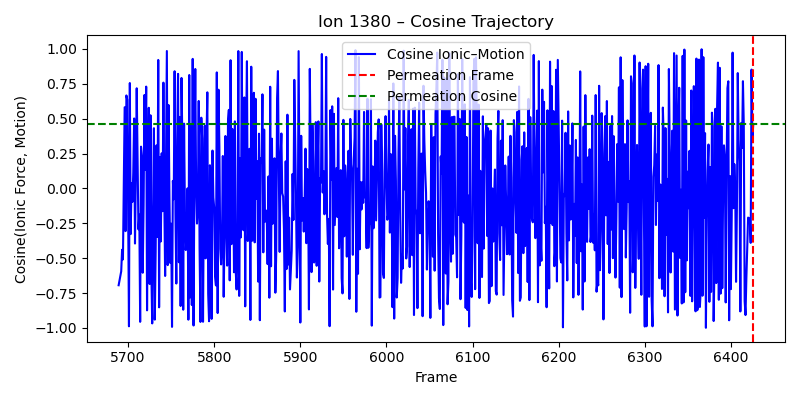 Ion 1380 – Cosine Trajectory
Cosine Ionic–Motion
Permeation Frame
Permeation Cosine
Cosine(Ionic Force, Motion)
1.00
0.75
0.50
0.25
0.00
−0.25
−0.50
−0.75
−1.00
5700 5800 5900 6000 6100 6200 6300 6400
Frame